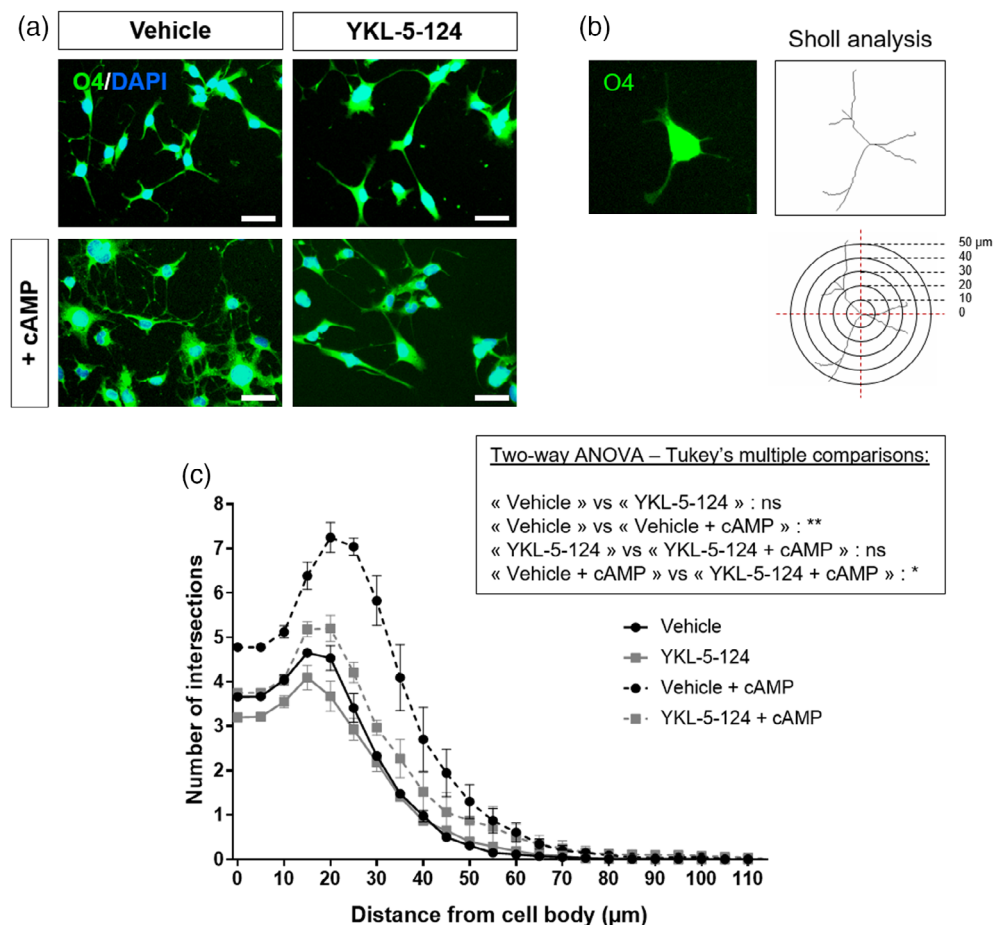 (a)
Vehicle
YKL-5-124
O4/DAPI
+ cAMP
(b)
Sholl analysis
O4
50 µm
40
30
20
10
0
(c)
Two-way ANOVA – Tukey's multiple comparisons:
« Vehicle » vs « YKL-5-124 » : ns
« Vehicle » vs « Vehicle + cAMP » : **
« YKL-5-124 » vs « YKL-5-124 + cAMP » : ns
« Vehicle + cAMP » vs « YKL-5-124 + cAMP » : *
Vehicle
YKL-5-124
Vehicle + cAMP
YKL-5-124 + cAMP
Number of intersections
8
7
6
5
4
3
2
1
0
0 10 20 30 40 50 60 70 80 90 100 110
Distance from cell body (µm)